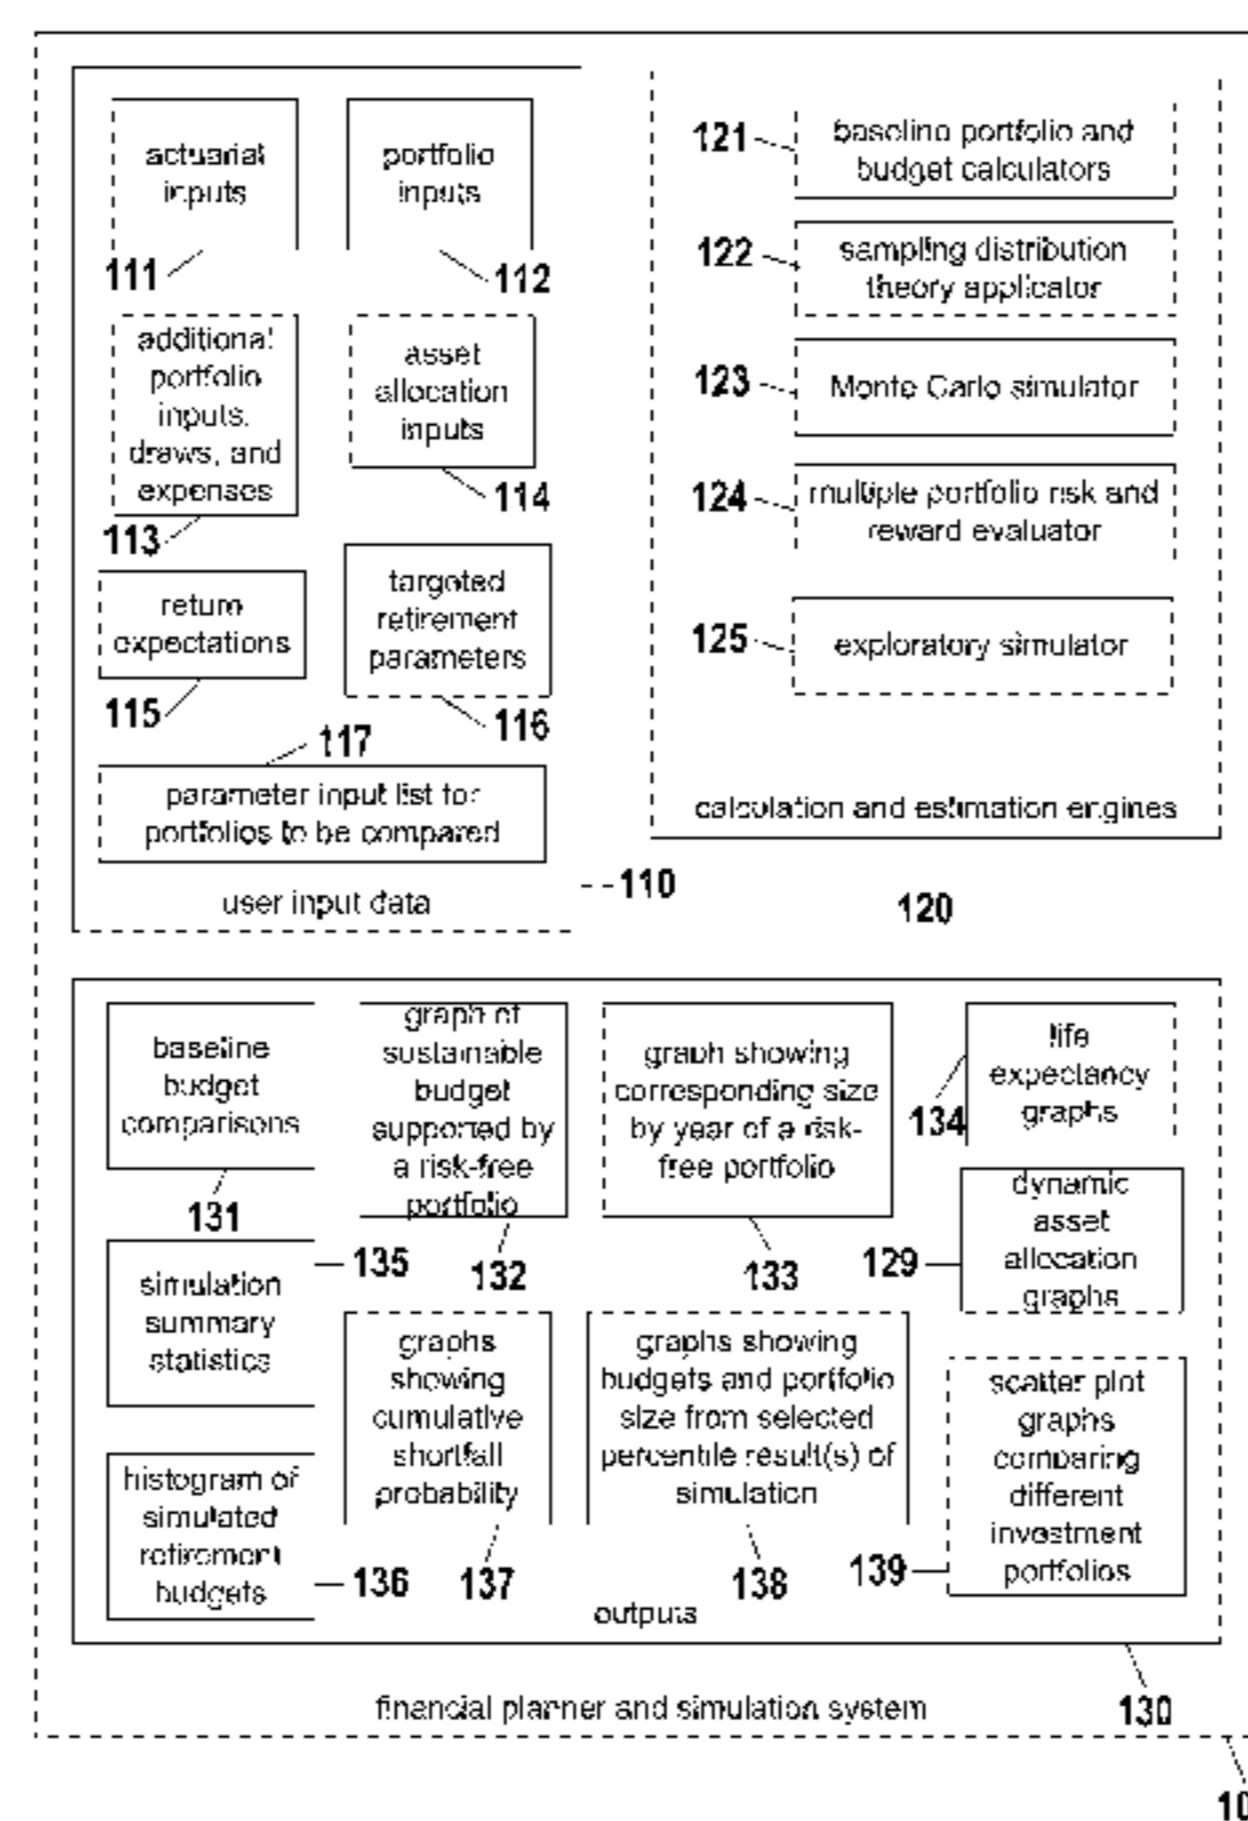 actuarial
inputs
111
portfolio
inputs
112
additional
portfolio
inputs,
draws, and
expenses
113
asset
allocation
inputs
114
return
expectations
115
targeted
retirement
parameters
116
117
parameter input list for
portfolios to be compared
user input data
110
121
baseline portfolio and
budget calculators
122
sampling distribution
theory applicator
123
Monte Carlo simulator
124
multiple portfolio risk and
reward evaluator
125
exploratory simulator
calculation and estimation engines
120
baseline
budget
comparisons
131
graph of
sustainable
budget
supported by
a risk-free
portfolio
132
graph showing
corresponding size
by year of a risk-
free portfolio
133
life
expectancy
graphs
134
dynamic
asset
allocation
graphs
129
simulation
summary
statistics
135
histogram of
simulated
retirement
budgets
136
graphs
showing
cumulative
shortfall
probability
137
graphs showing
budgets and portfolio
size from selected
percentile result(s) of
simulation
138
scatter plot
graphs
comparing
different
investment
portfolios
139
outputs
130
financial planner and simulation system
10